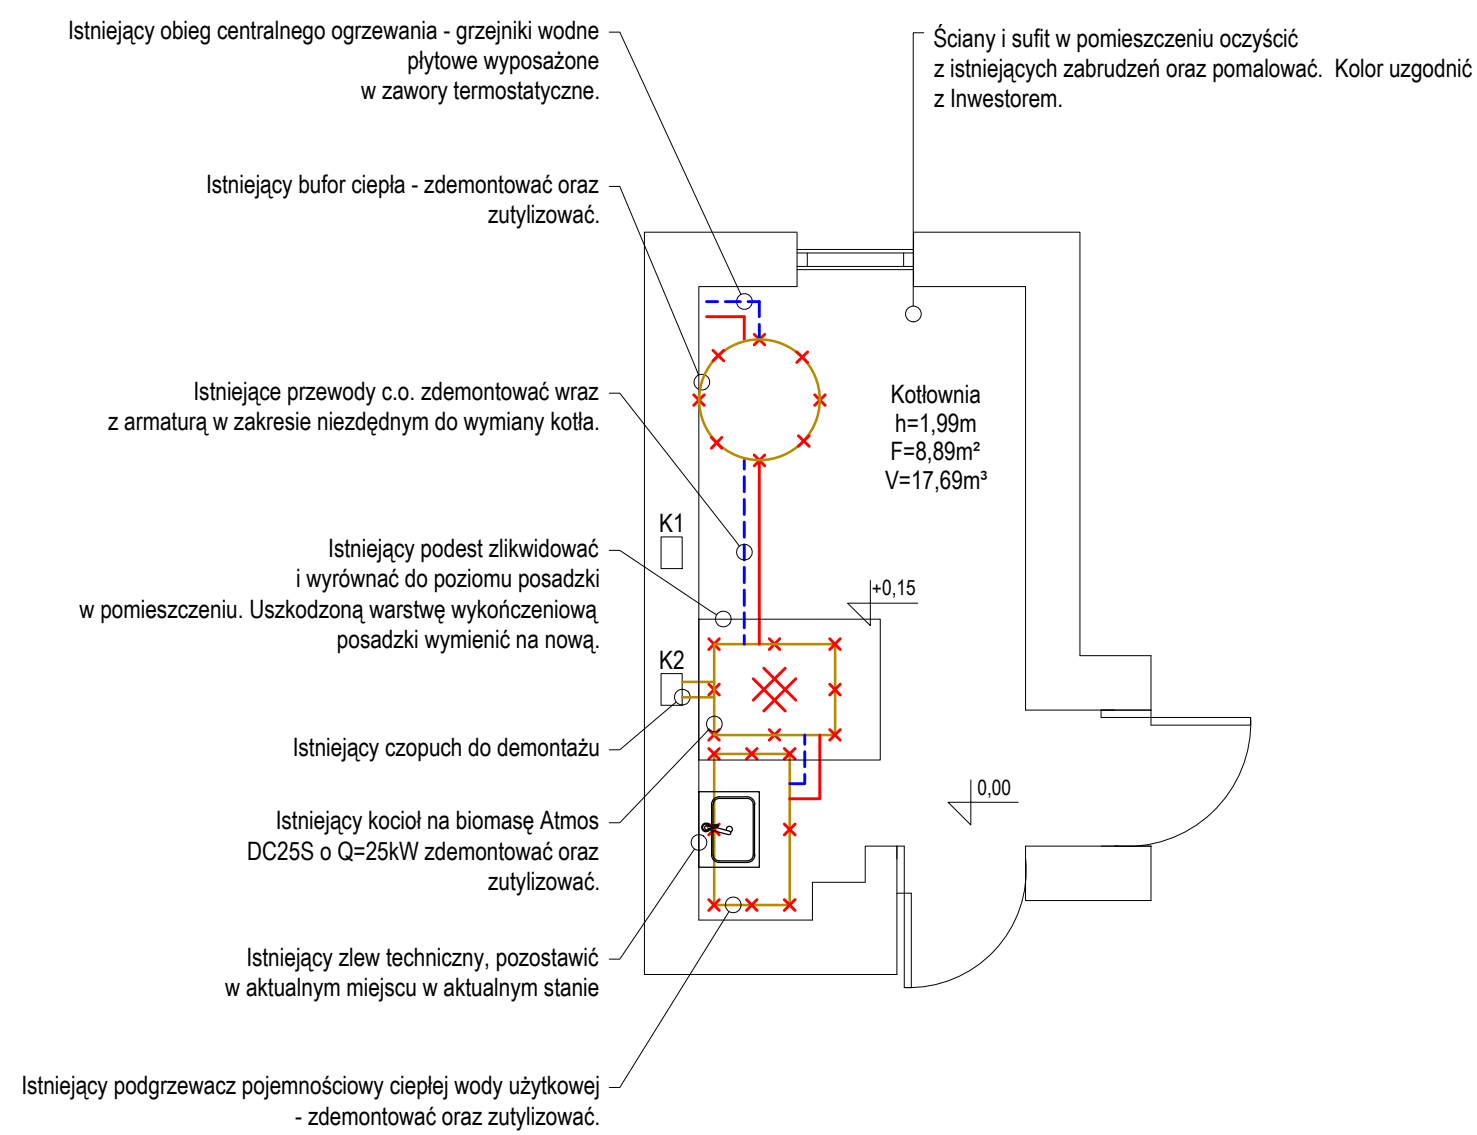 Istniejący obieg centralnego ogrzewania - grzejniki wodne
płytowe wyposażone
w zawory termostatyczne.
Ściany i sufit w pomieszczeniu oczyścić
z istniejących zabrudzeń oraz pomalować. Kolor uzgodnić
z Inwestorem.
Istniejący bufor ciepła - zdemontować oraz
zutylizować.
Istniejące przewody c.o. zdemontować wraz
z armaturą w zakresie niezdędnym do wymiany kotła.
Kotłownia
h=1,99m
F=8,89m²
V=17,69m³
K1
Istniejący podest zlikwidować
i wyrównać do poziomu posadzki
w pomieszczeniu. Uszkodzoną warstwę wykończeniową
posadzki wymienić na nową.
+0,15
K2
Istniejący czopuch do demontażu
0,00
Istniejący kocioł na biomasę Atmos
DC25S o Q=25kW zdemontować oraz
zutylizować.
Istniejący zlew techniczny, pozostawić
w aktualnym miejscu w aktualnym stanie
Istniejący podgrzewacz pojemnościowy ciepłej wody użytkowej
- zdemontować oraz zutylizować.